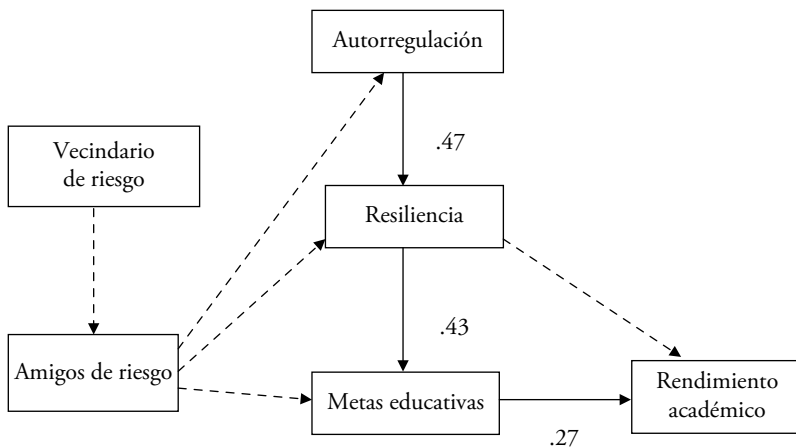 Autorregulación
.47
Vecindario
de riesgo
Resiliencia
.43
Amigos de riesgo
Metas educativas
.27
Rendimiento
académico